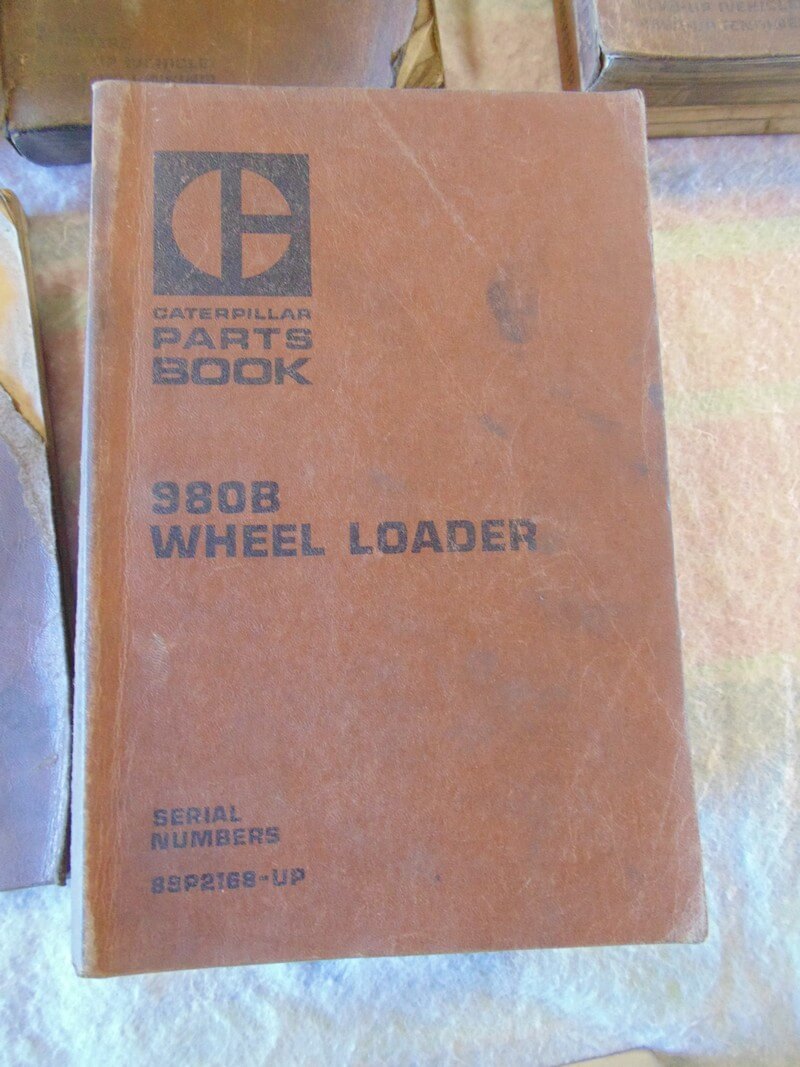 CATERPILLAR
PARTS
BOOK
980B
WHEEL LOADER
SERIAL
NUMBERS
89P2168-UP